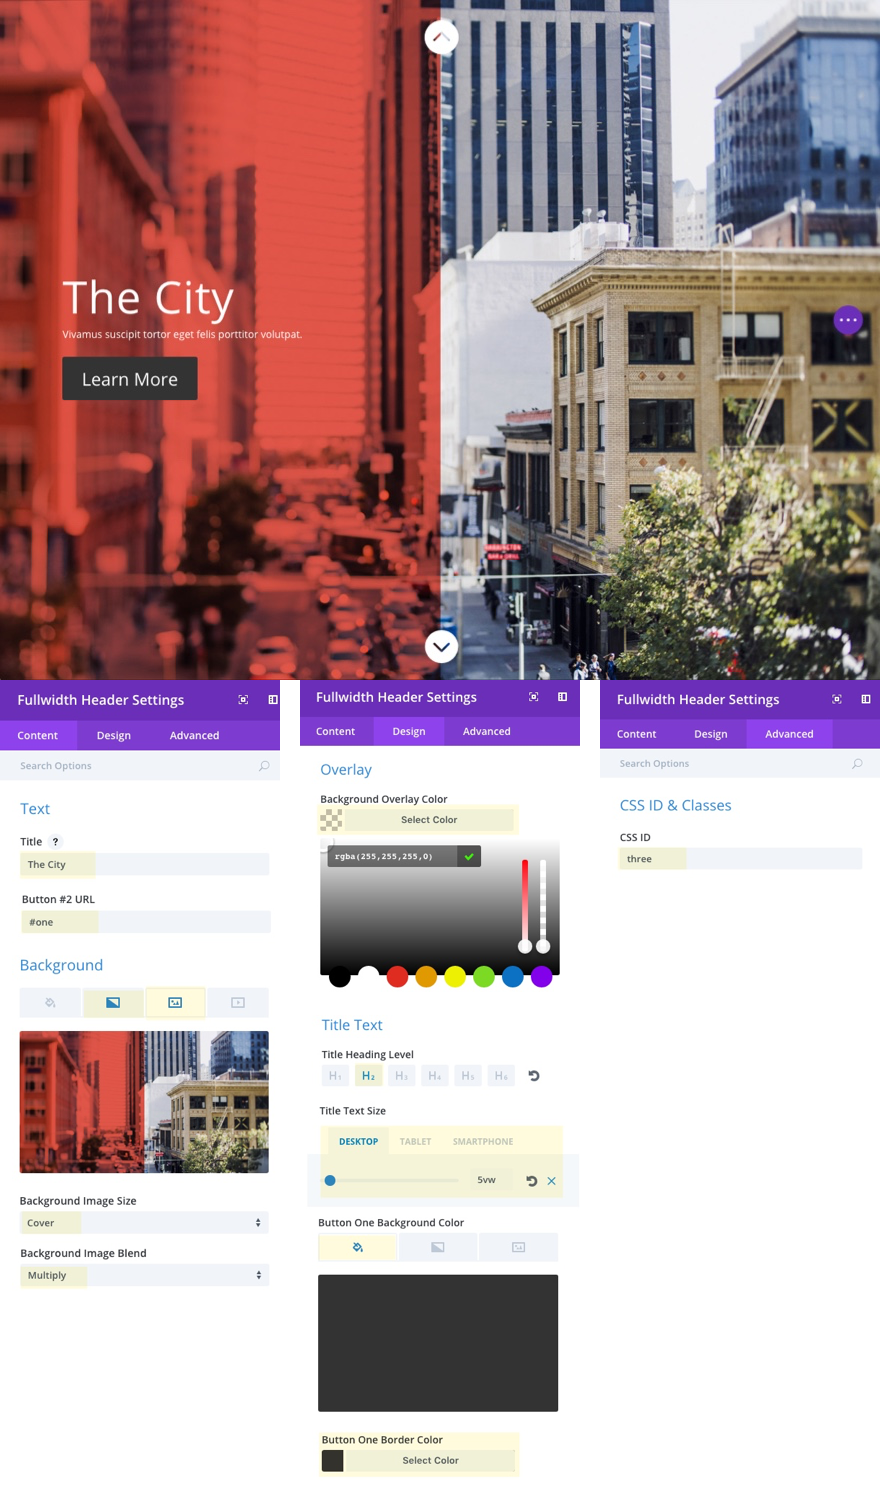 The City
Vivamus suscipit tortor eget felis porttitor volutpat.
Learn More
Fullwidth Header Settings
Content Design Advanced
Search Options
Text
Title ?
The City
Button #2 URL
#one
Background
Background Image Size
Cover
Background Image Blend
Multiply
Fullwidth Header Settings
Content Design Advanced
Overlay
Background Overlay Color
Select Color
rgba(255,255,255,0)
Title Text
Title Heading Level
H1 H2 H3 H4 H5 H6
Title Text Size
DESKTOP TABLET SMARTPHONE
5vw
Button One Background Color
Button One Border Color
Select Color
Fullwidth Header Settings
Content Design Advanced
Search Options
CSS ID & Classes
CSS ID
three